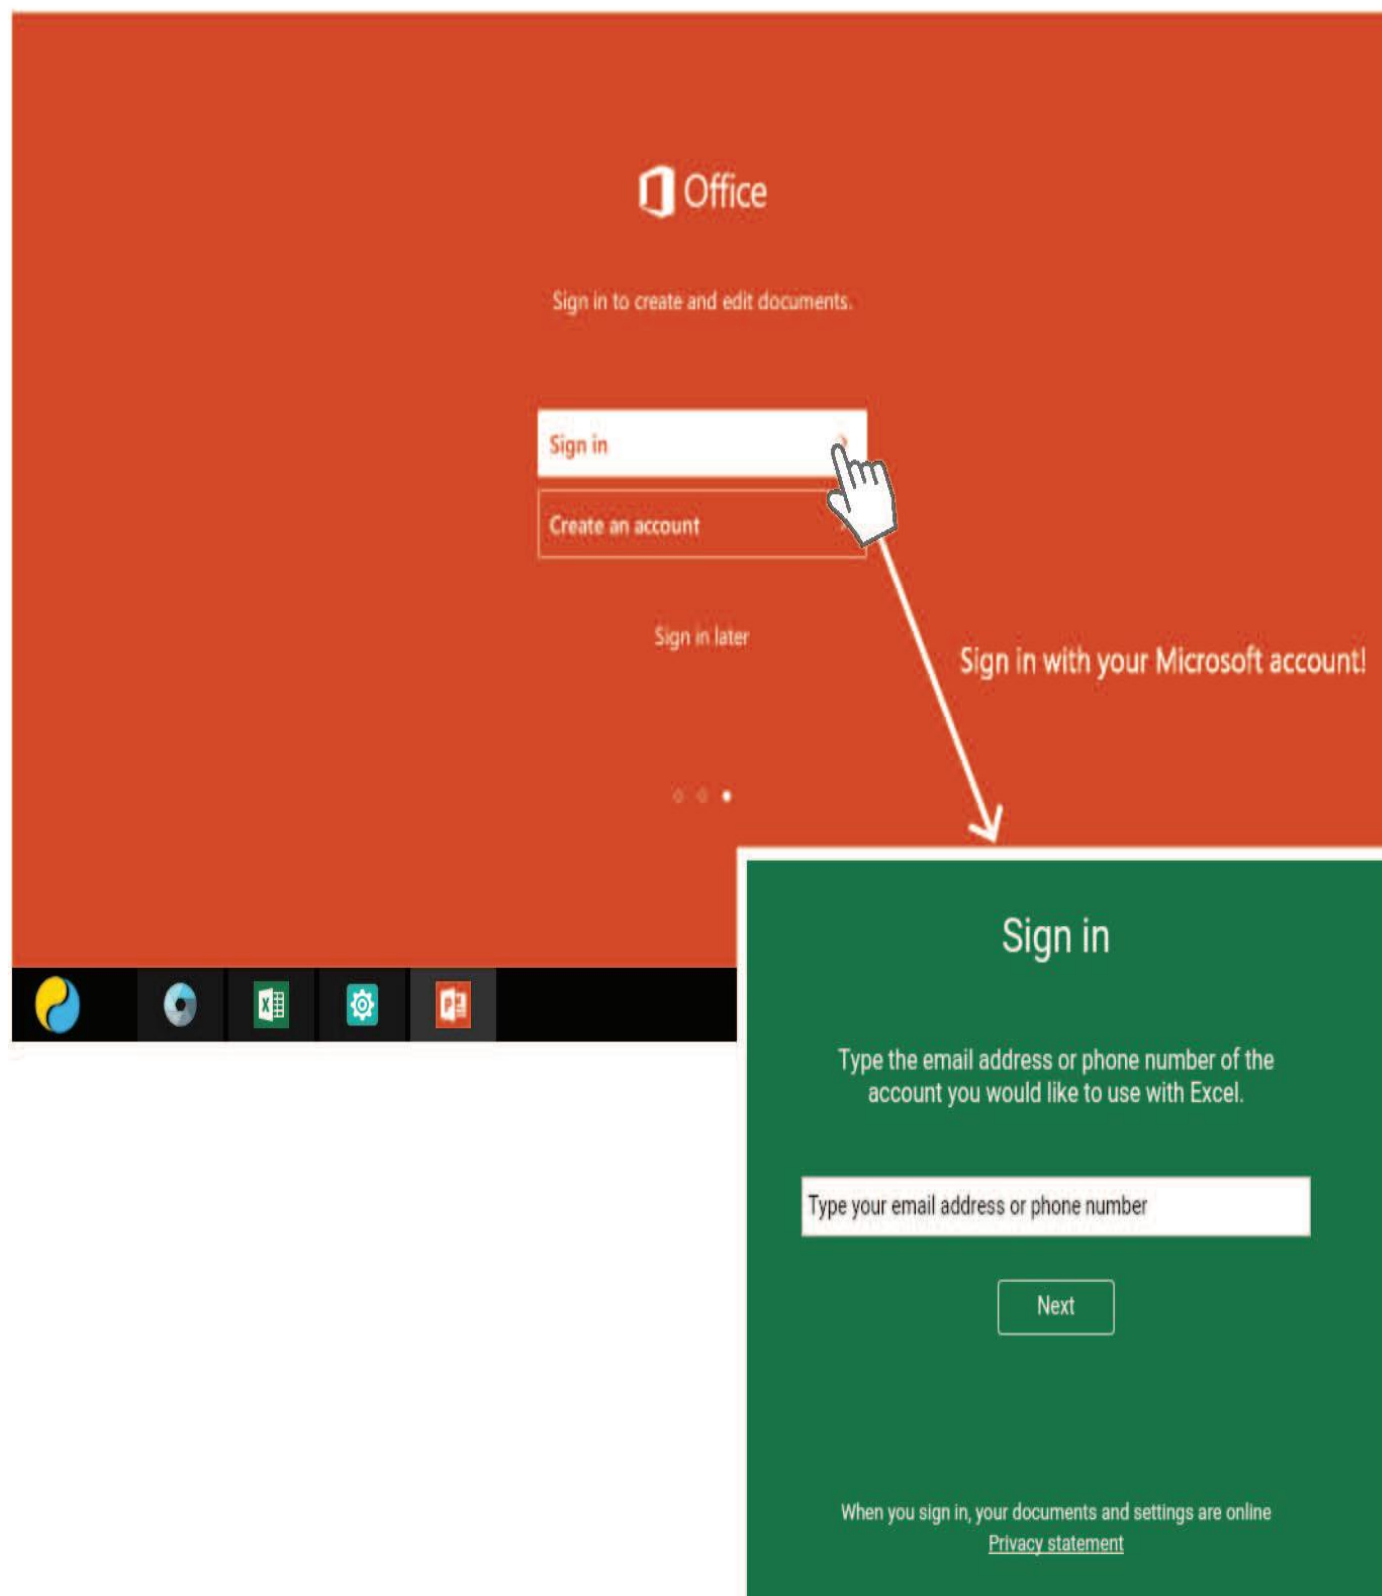 Office
Sign in to create and edit documents.
Sign in
Create an account
Sign in later
Sign in with your Microsoft account!
Sign in
Type the email address or phone number of the
account you would like to use with Excel.
Type your email address or phone number
Next
When you sign in, your documents and settings are online
Privacy statement